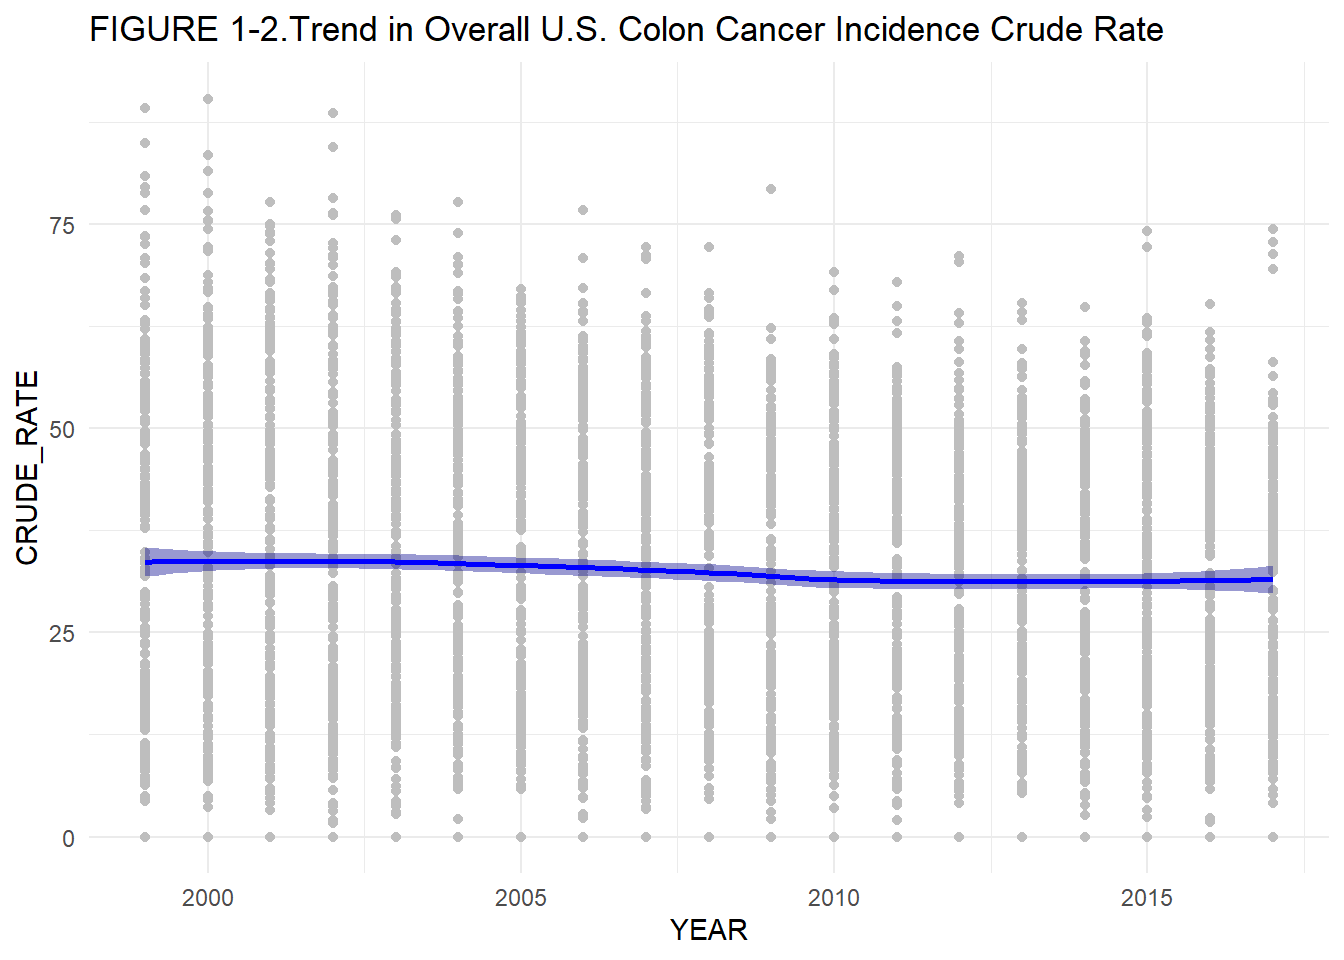 FIGURE 1-2.Trend in Overall U.S. Colon Cancer Incidence Crude Rate
CRUDE_RATE
75
50
25
0
2000 2005 2010 2015
YEAR